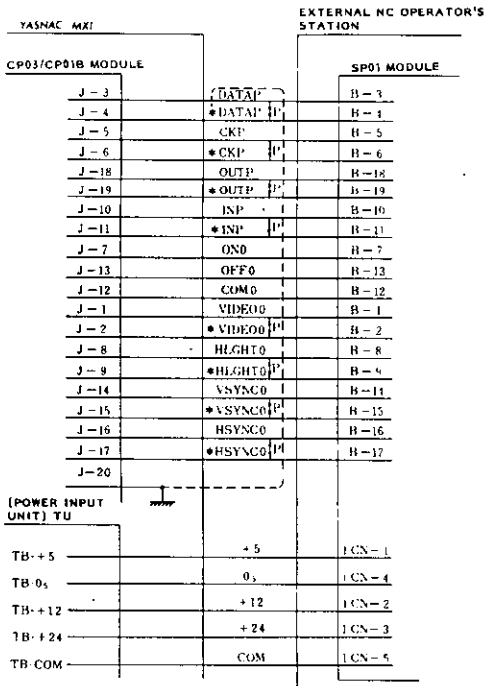 EXTERNAL NC OPERATOR'S
STATION
YASNAC MX1
CP03/CP01B MODULE
SP01 MODULE
J-3 DATAP B-3
J-4 *DATAP P B-4
J-5 CKP B-5
J-6 *CKP P B-6
J-18 OUTP B-18
J-19 *OUTP P B-19
J-10 INP B-10
J-11 *INP P B-11
J-7 ON0 B-7
J-13 OFF0 B-13
J-12 COM0 B-12
J-1 VIDEO0 B-1
J-2 *VIDEO0 P B-2
J-8 HLGHT0 B-8
J-9 *HLGHT0 P B-9
J-14 VSYNC0 B-14
J-15 *VSYNC0 P B-15
J-16 HSYNC0 B-16
J-17 *HSYNC0 P B-17
J-20
(POWER INPUT
UNIT) TU
TB-+5 +5 1CN-1
TB-0s 0s 1CN-4
TB-+12 +12 1CN-2
TB-+24 +24 1CN-3
TB-COM COM 1CN-5